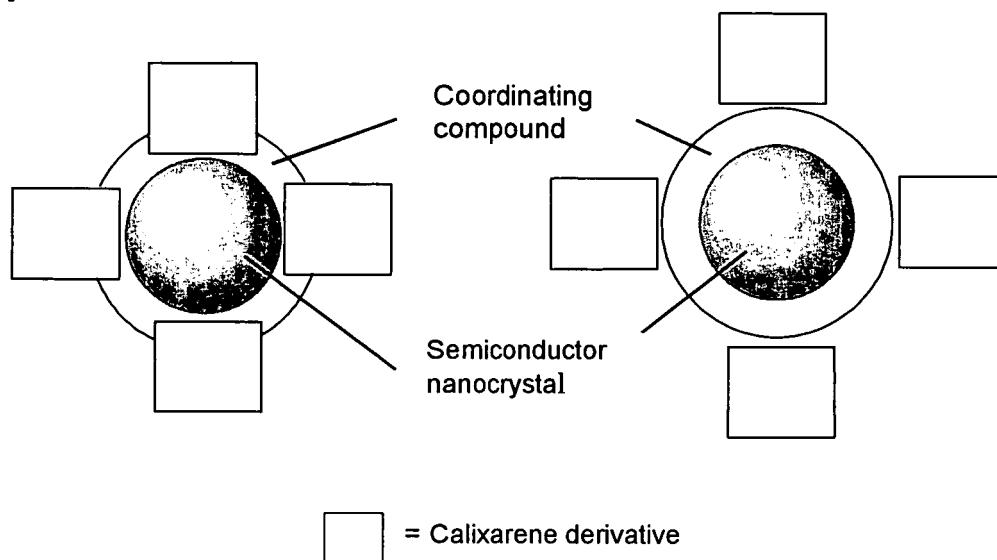 Coordinating
compound
Semiconductor
nanocrystal
= Calixarene derivative